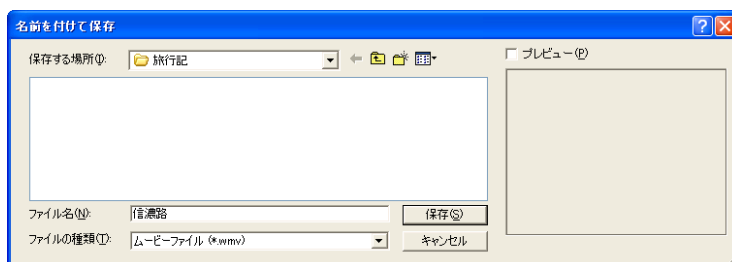 名前を付けて保存
保存する場所(I): 旅行記 プレビュー(P)
ファイル名(N): 信濃路 保存(S)
ファイルの種類(T): ムービーファイル (*.wmv) キャンセル